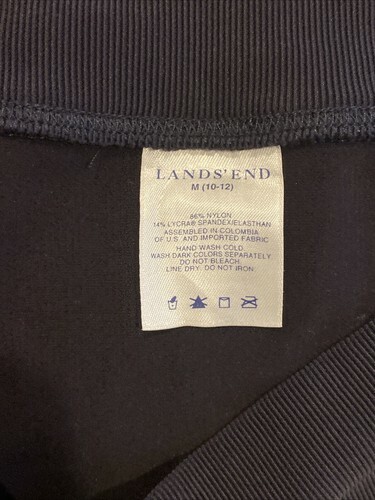 LANDS' END
M (10-12)
86% NYLON
14% LYCRA® SPANDEX/ELASTHAN
ASSEMBLED IN COLOMBIA
OF U.S. AND IMPORTED FABRIC
HAND WASH COLD.
WASH DARK COLORS SEPARATELY.
DO NOT BLEACH.
LINE DRY. DO NOT IRON.